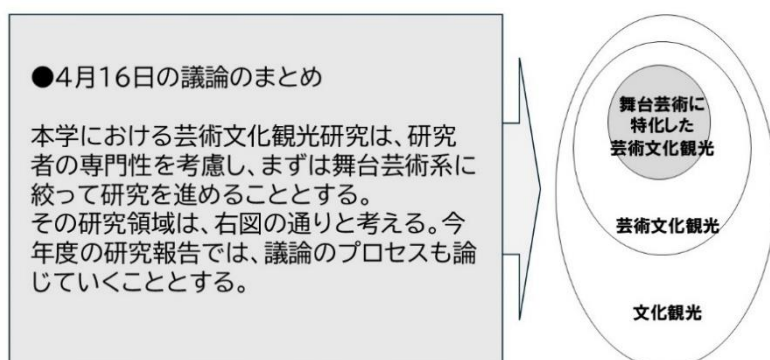 ●4月16日の議論のまとめ
本学における芸術文化観光研究は、研究
者の専門性を考慮し、まずは舞台芸術系に
絞って研究を進めることとする。
その研究領域は、右図の通りと考える。今
年度の研究報告では、議論のプロセスも論
じていくこととする。
舞台芸術に
特化した
芸術文化観光
芸術文化観光
文化観光